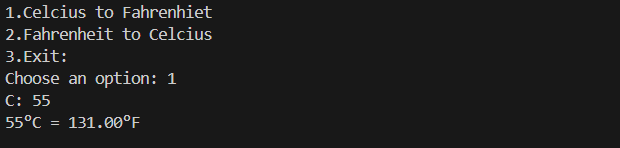 1.Celcius to Fahrenhiet
2.Fahrenheit to Celcius
3.Exit:
Choose an option: 1
C: 55
55°C = 131.00°F